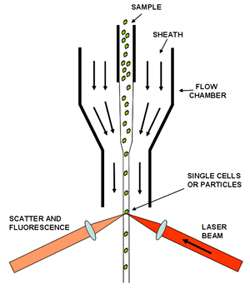 SAMPLE
SHEATH
FLOW
CHAMBER
SINGLE CELLS
OR PARTICLES
SCATTER AND
FLUORESCENCE
LASER
BEAM